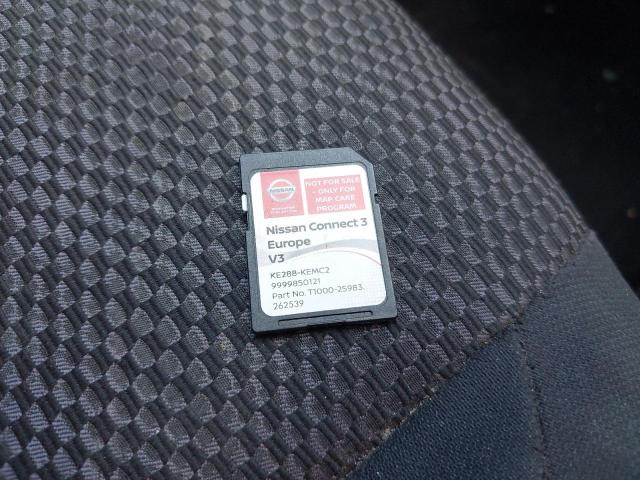 NISSAN
NOT FOR SALE
- ONLY FOR
MAP CARE
PROGRAM
Nissan Connect 3
Europe
V3
KE288-KEMC2
9999850121
Part No. T1000-25983
262539